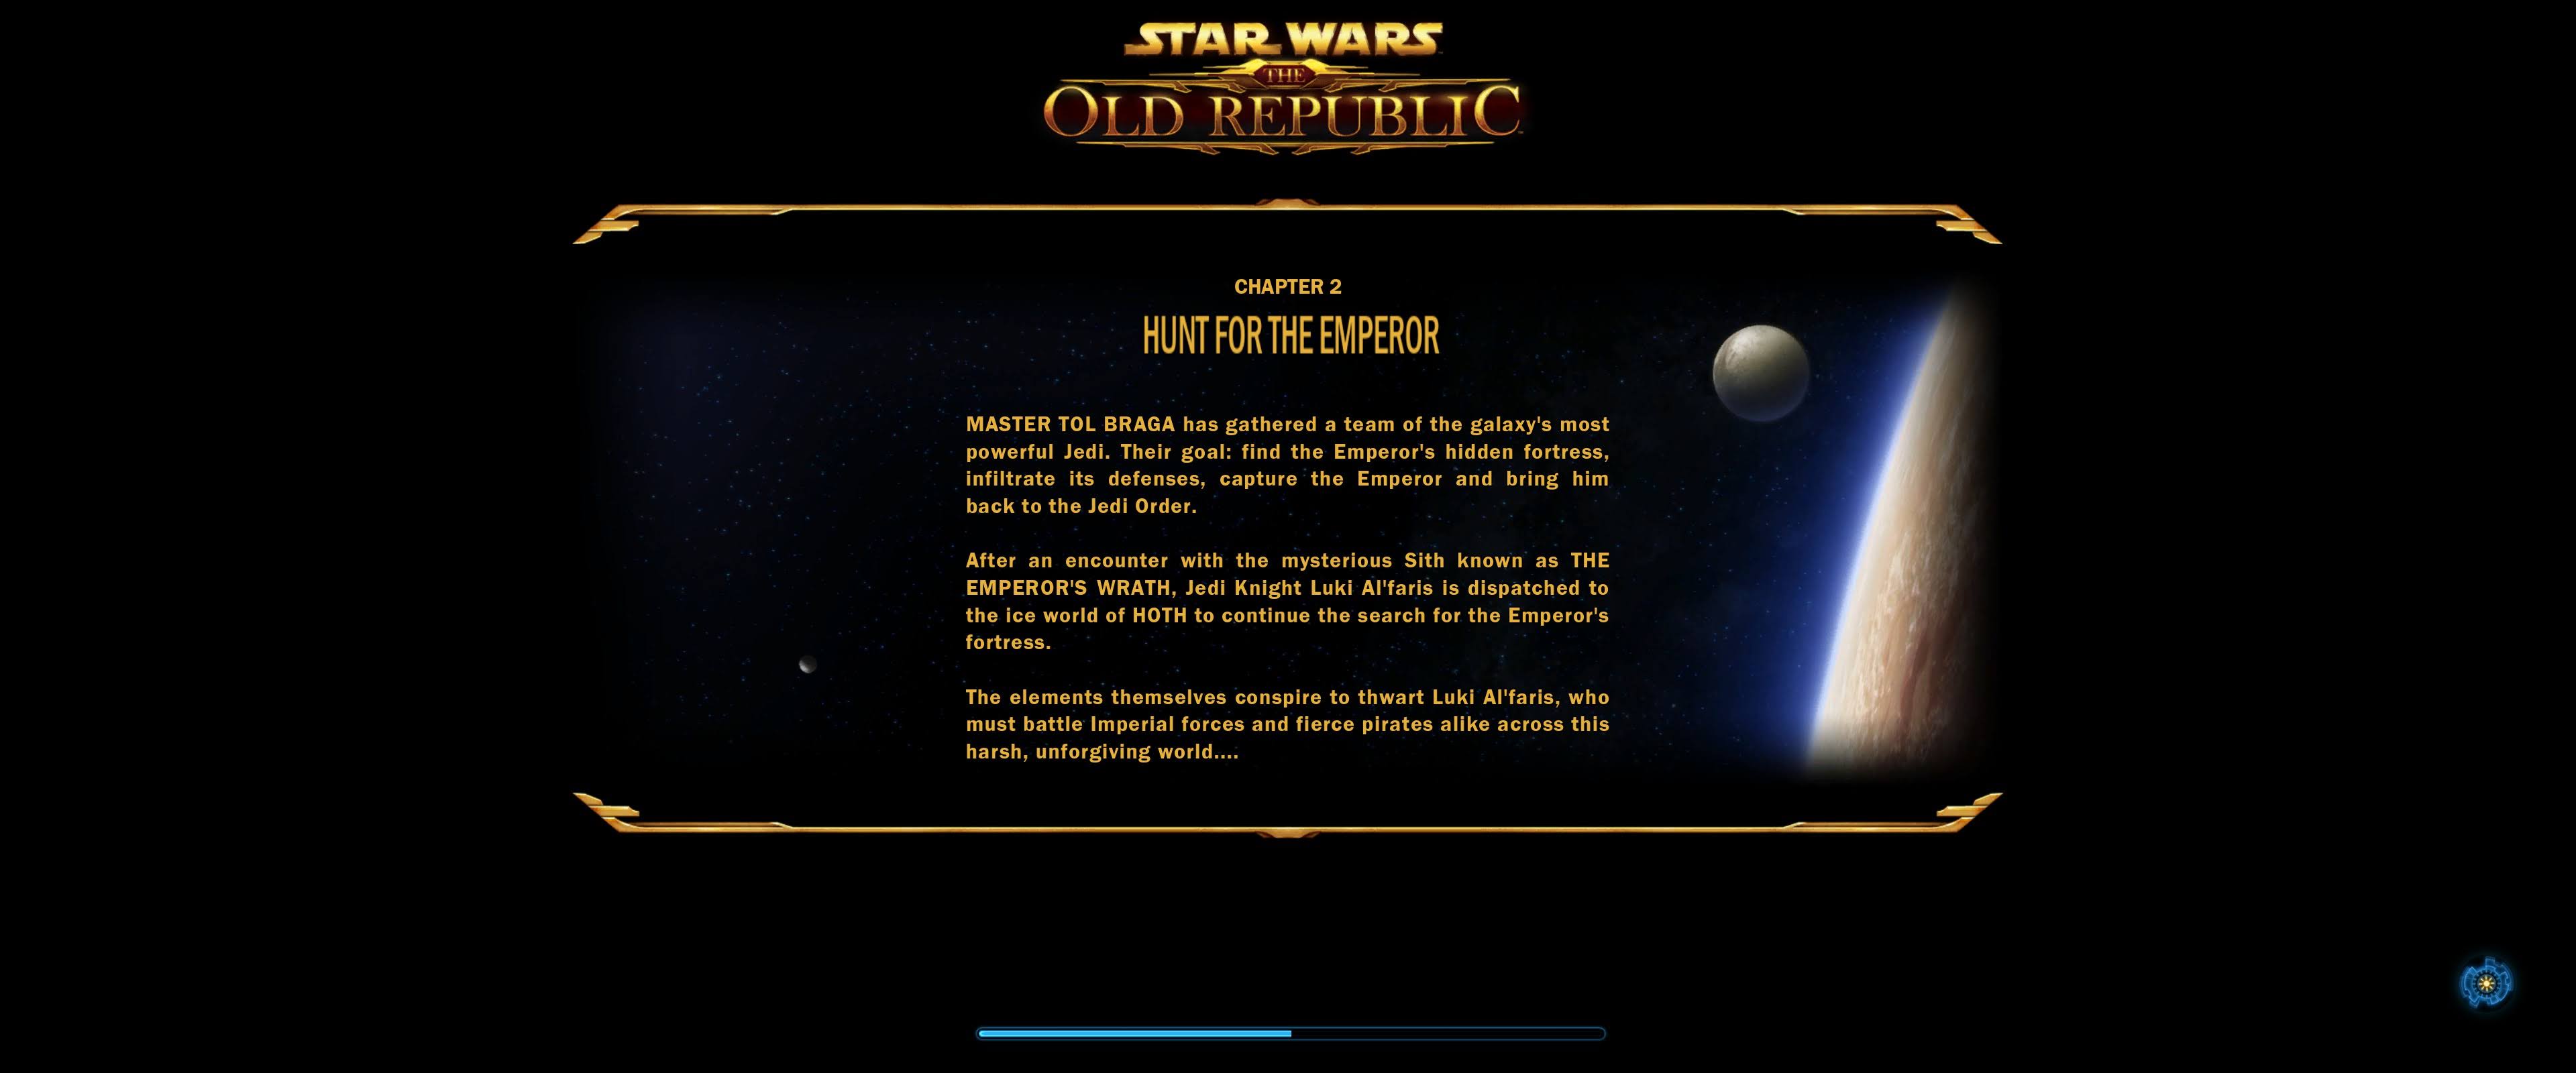 STAR WARS
THE
OLD REPUBLIC
CHAPTER 2
HUNT FOR THE EMPEROR
MASTER TOL BRAGA has gathered a team of the galaxy's most
powerful Jedi. Their goal: find the Emperor's hidden fortress,
infiltrate its defenses, capture the Emperor and bring him
back to the Jedi Order.
After an encounter with the mysterious Sith known as THE
EMPEROR'S WRATH, Jedi Knight Luki Al'faris is dispatched to
the ice world of HOTH to continue the search for the Emperor's
fortress.
The elements themselves conspire to thwart Luki Al'faris, who
must battle Imperial forces and fierce pirates alike across this
harsh, unforgiving world....